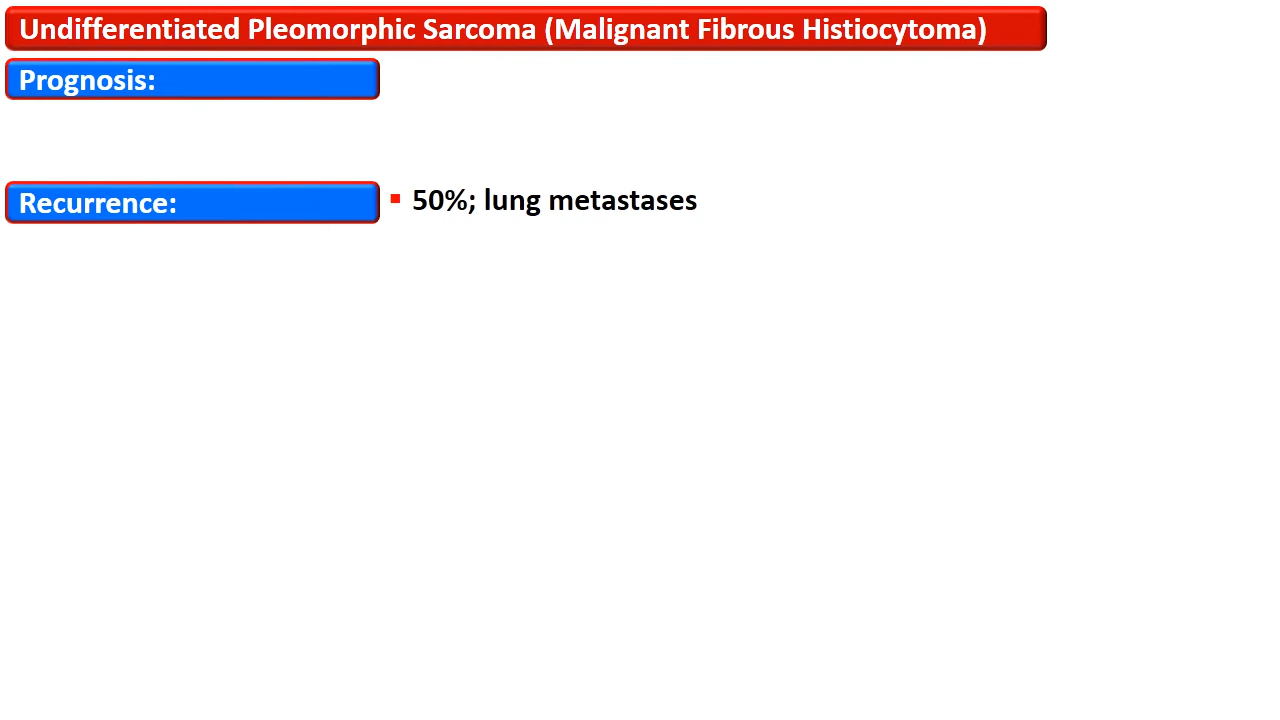 Undifferentiated Pleomorphic Sarcoma (Malignant Fibrous Histiocytoma)
Prognosis:
Recurrence:
▪ 50%; lung metastases